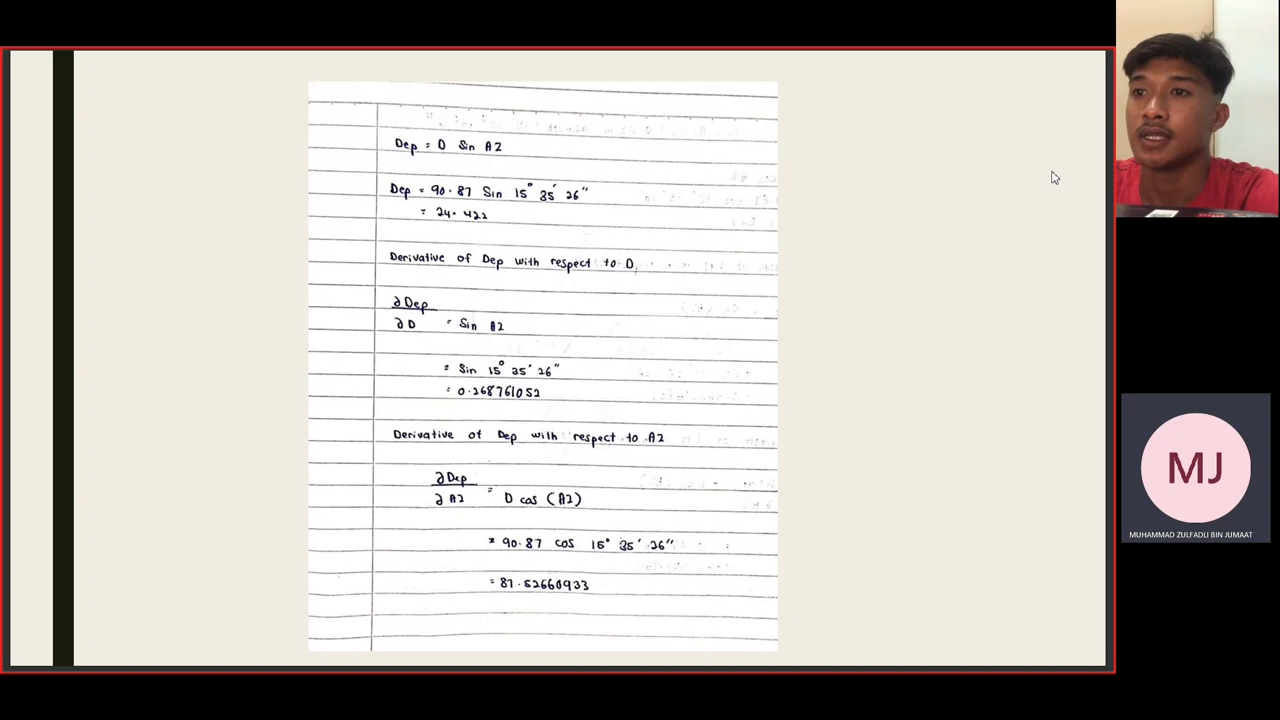 Dep = D Sin A2
Dep = 90.87 Sin 15° 35' 26"
= 24.422
Derivative of Dep with respect to D,
∂Dep
∂D = Sin A2
= Sin 15° 35' 26"
= 0.268761052
Derivative of Dep with respect to A2
∂Dep
∂A2 = D cos (A2)
= 90.87 cos 15° 35' 26"
= 87.52660933
MJ
MUHAMMAD ZULFADLI BIN JUMAAT